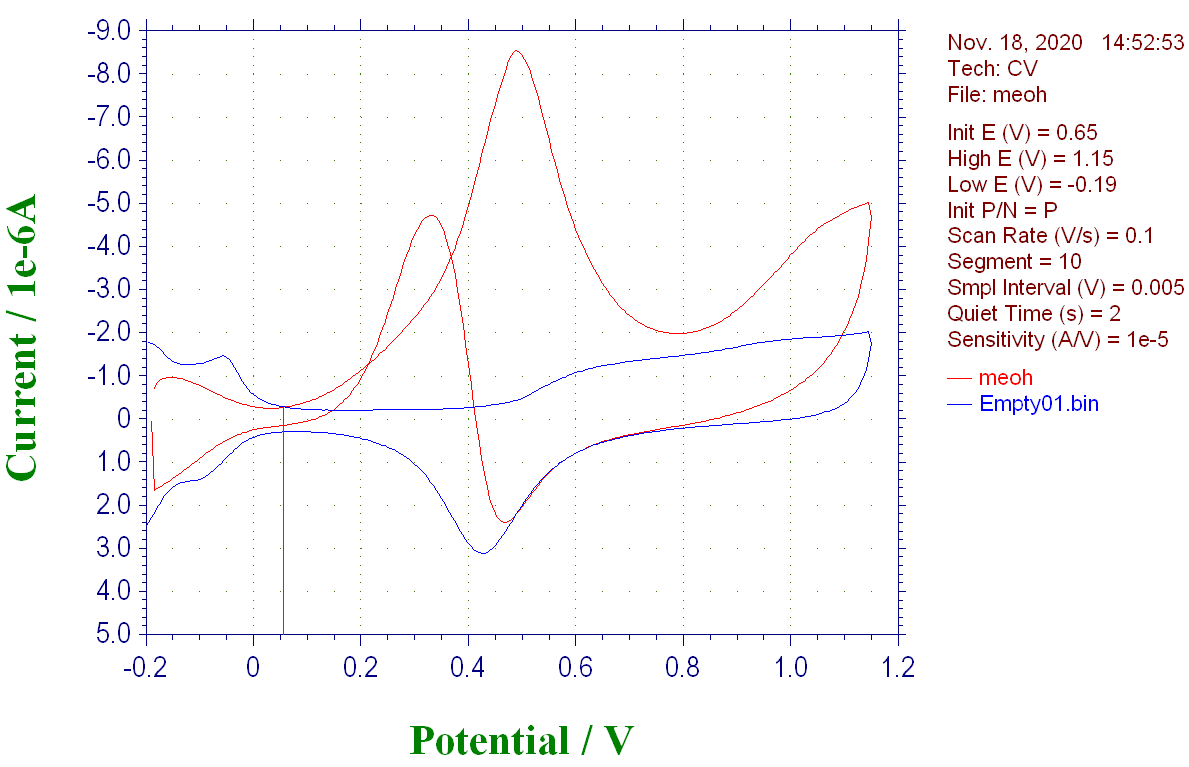 -9.0
-8.0
-7.0
-6.0
-5.0
-4.0
-3.0
-2.0
-1.0
0
1.0
2.0
3.0
4.0
5.0
Current / 1e-6A
-0.2
0
0.2
0.4
0.6
0.8
1.0
1.2
Potential / V
Nov. 18, 2020 14:52:53
Tech: CV
File: meoh
Init E (V) = 0.65
High E (V) = 1.15
Low E (V) = -0.19
Init P/N = P
Scan Rate (V/s) = 0.1
Segment = 10
Smpl Interval (V) = 0.005
Quiet Time (s) = 2
Sensitivity (A/V) = 1e-5
meoh
Empty01.bin